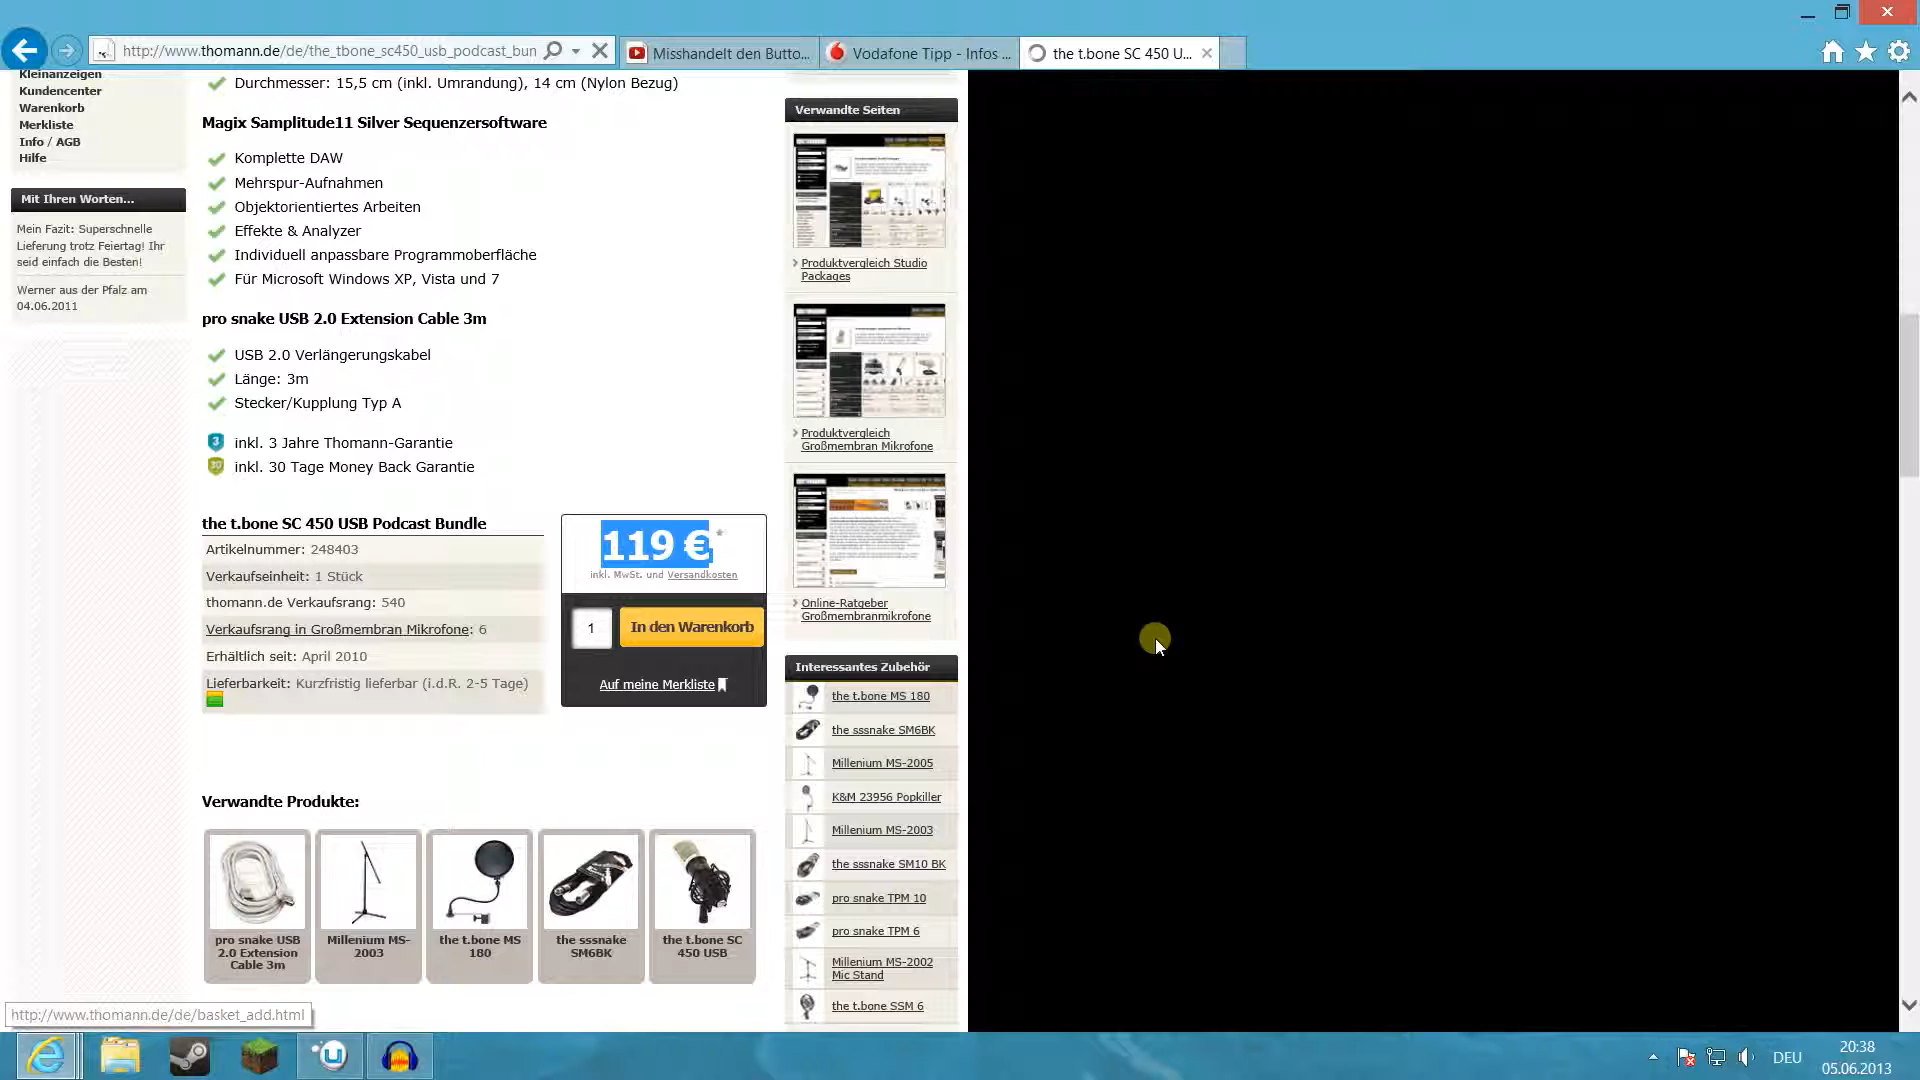 http://www.thomann.de/de/the_tbone_sc450_usb_podcast_bun
Misshandelt den Butto...
Vodafone Tipp - Infos ...
the t.bone SC 450 U...
Kleinanzeigen
Kundencenter
Warenkorb
Merkliste
Info / AGB
Hilfe
Mit Ihren Worten...
Mein Fazit: Superschnelle
Lieferung trotz Feiertag! Ihr
seid einfach die Besten!
Werner aus der Pfalz am
04.06.2011
Durchmesser: 15,5 cm (inkl. Umrandung), 14 cm (Nylon Bezug)
Magix Samplitude11 Silver Sequenzersoftware
Komplette DAW
Mehrspur-Aufnahmen
Objektorientiertes Arbeiten
Effekte & Analyzer
Individuell anpassbare Programmoberfläche
Für Microsoft Windows XP, Vista und 7
pro snake USB 2.0 Extension Cable 3m
USB 2.0 Verlängerungskabel
Länge: 3m
Stecker/Kupplung Typ A
3
inkl. 3 Jahre Thomann-Garantie
30
inkl. 30 Tage Money Back Garantie
the t.bone SC 450 USB Podcast Bundle
Artikelnummer: 248403
Verkaufseinheit: 1 Stück
thomann.de Verkaufsrang: 540
Verkaufsrang in Großmembran Mikrofone: 6
Erhältlich seit: April 2010
Lieferbarkeit: Kurzfristig lieferbar (i.d.R. 2-5 Tage)
119 € *
inkl. MwSt. und Versandkosten
1
In den Warenkorb
Auf meine Merkliste
Verwandte Produkte:
pro snake USB
2.0 Extension
Cable 3m
Millenium MS-
2003
the t.bone MS
180
the sssnake
SM6BK
the t.bone SC
450 USB
Verwandte Seiten
Produktvergleich Studio
Packages
Produktvergleich
Großmembran Mikrofone
Online-Ratgeber
Großmembranmikrofone
Interessantes Zubehör
the t.bone MS 180
the sssnake SM6BK
Millenium MS-2005
K&M 23956 Popkiller
Millenium MS-2003
the sssnake SM10 BK
pro snake TPM 10
pro snake TPM 6
Millenium MS-2002
Mic Stand
the t.bone SSM 6
http://www.thomann.de/de/basket_add.html
DEU
20:38
05.06.2013